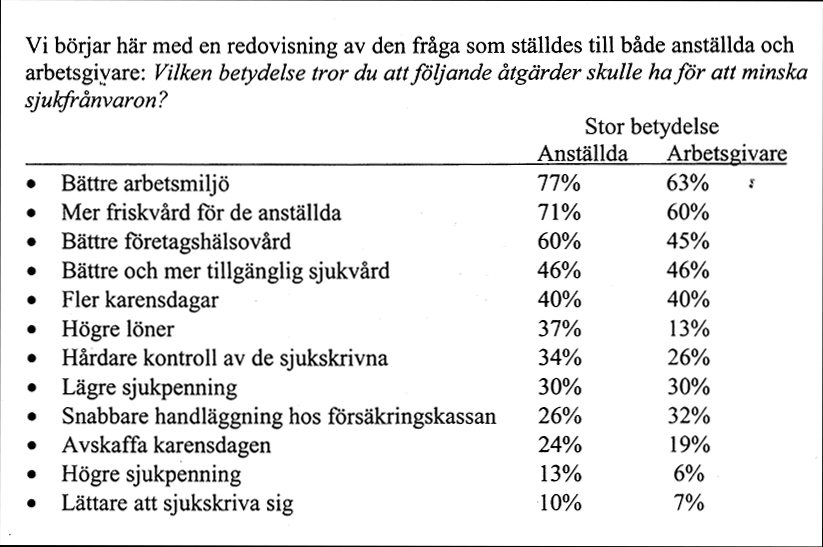 Vi börjar här med en redovisning av den fråga som ställdes till både anställda och
arbetsgivare: Vilken betydelse tror du att följande åtgärder skulle ha för att minska
sjukfrånvaron?
Stor betydelse
Anställda Arbetsgivare
• Bättre arbetsmiljö 77% 63%
• Mer friskvård för de anställda 71% 60%
• Bättre företagshälsovård 60% 45%
• Bättre och mer tillgänglig sjukvård 46% 46%
• Fler karensdagar 40% 40%
• Högre löner 37% 13%
• Hårdare kontroll av de sjukskrivna 34% 26%
• Lägre sjukpenning 30% 30%
• Snabbare handläggning hos försäkringskassan 26% 32%
• Avskaffa karensdagen 24% 19%
• Högre sjukpenning 13% 6%
• Lättare att sjukskriva sig 10% 7%